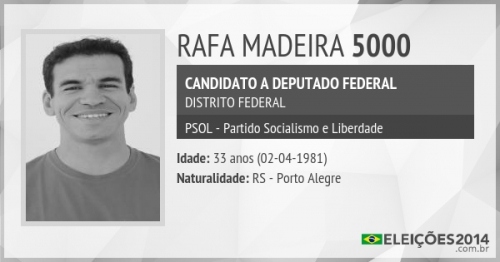 RAFA MADEIRA 5000
CANDIDATO A DEPUTADO FEDERAL
DISTRITO FEDERAL
PSOL - Partido Socialismo e Liberdade
Idade: 33 anos (02-04-1981)
Naturalidade: RS - Porto Alegre
ELEIÇÕES2014
.com.br